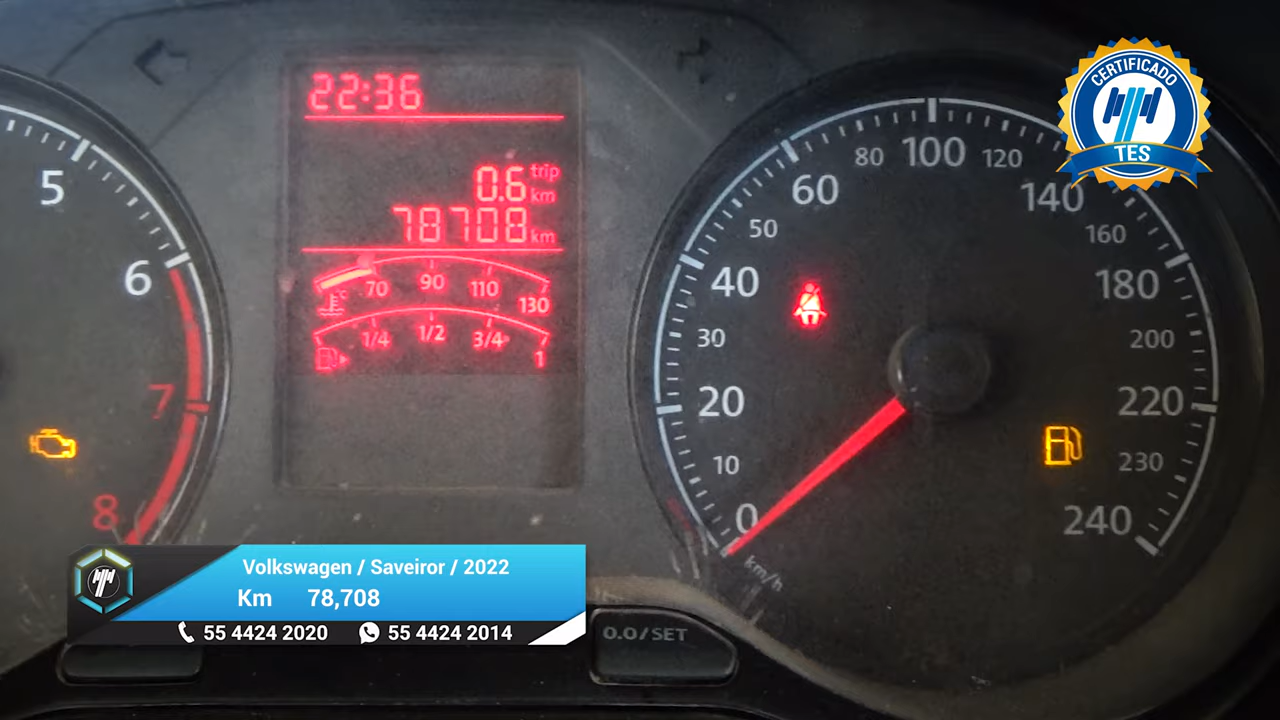 22:36
0.6 trip km
78708 km
70 90 110 130
1/4 1/2 3/4 1
5
6
7
8
0
10
20
30
40
50
60
80
100
120
140
160
180
200
220
230
240
km/h
0.0/SET
CERTIFICADO
TES
Volkswagen / Saveiror / 2022
Km 78,708
55 4424 2020 55 4424 2014